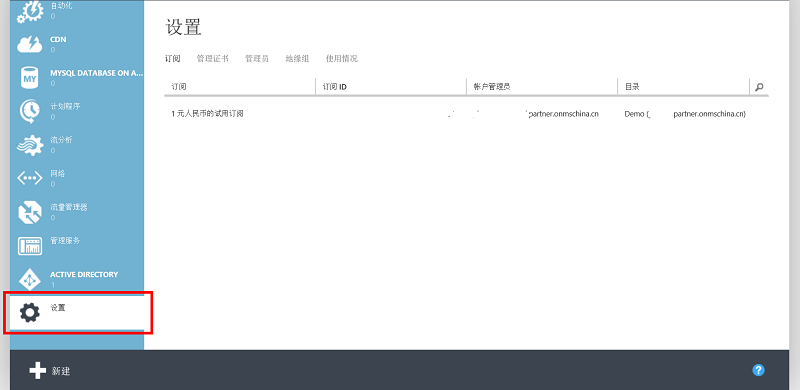 自动化
0
设置
CDN
0
订阅 管理证书 管理员 地缘组 使用情况
MYSQL DATABASE ON A...
0
MY
订阅 订阅 ID 帐户管理员 目录
计划程序
0
1 元人民币的试用订阅 partner.onmschina.cn Demo ( partner.onmschina.cn)
流分析
0
网络
0
流量管理器
0
管理服务
ACTIVE DIRECTORY
1
设置
新建 ?